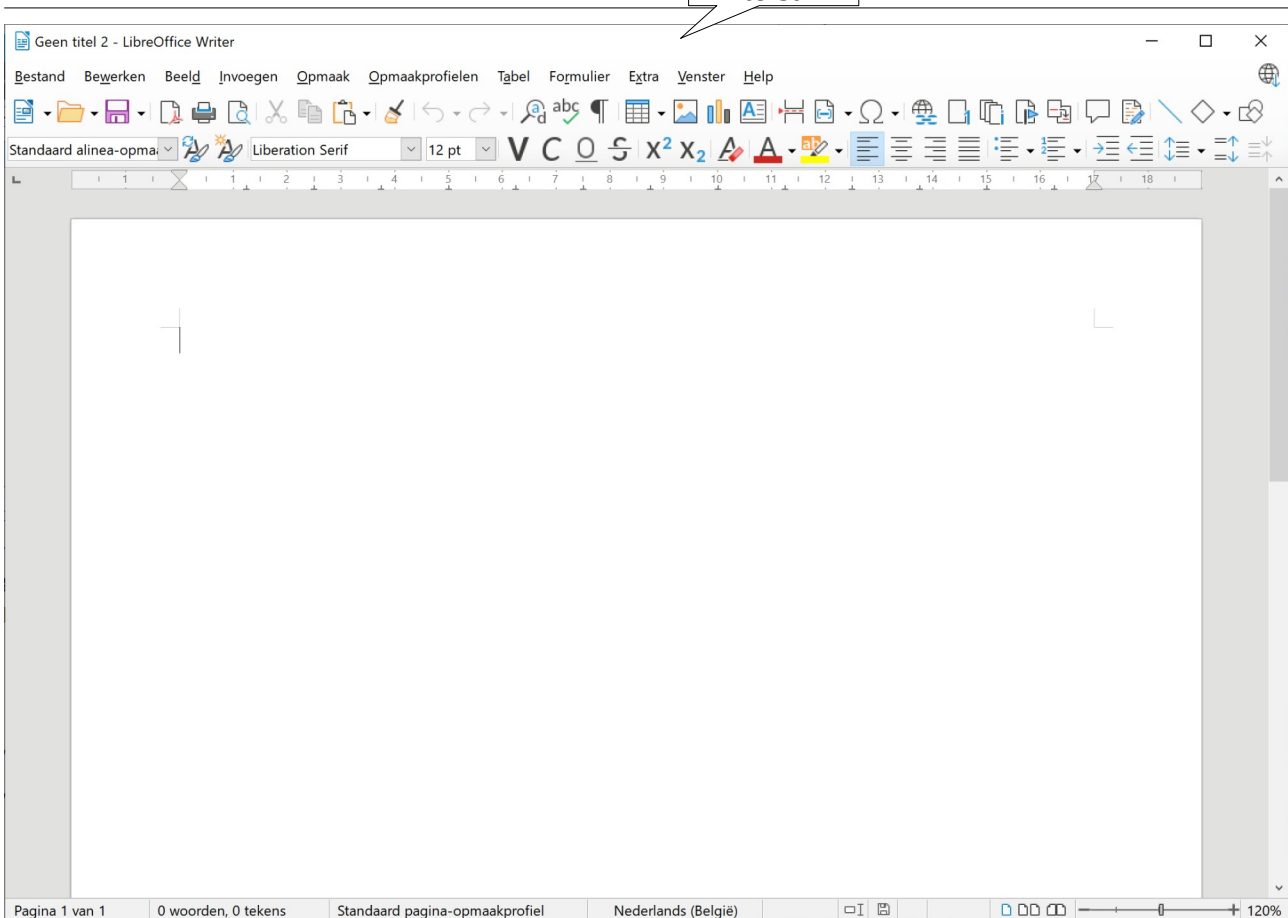 Geen titel 2 - LibreOffice Writer
Bestand Bewerken Beeld Invoegen Opmaak Opmaakprofielen Tabel Formulier Extra Venster Help
Standaard alinea-opma Liberation Serif 12 pt V C O S X² X₂ A A
1 1 2 3 4 5 6 7 8 9 10 11 12 13 14 15 16 17 18
Pagina 1 van 1 0 woorden, 0 tekens Standaard pagina-opmaakprofiel Nederlands (België) 120%